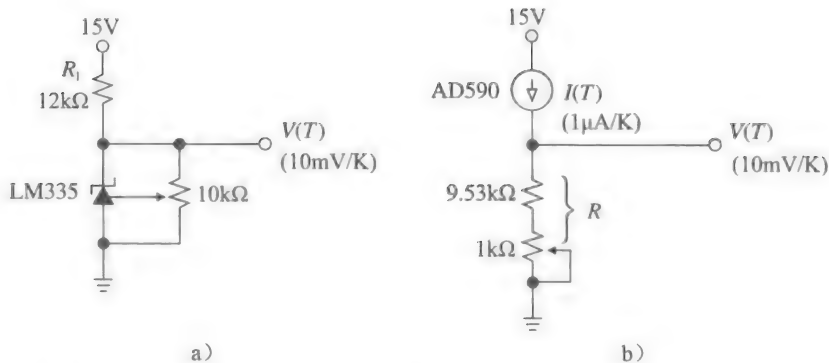 15V
R₁
12kΩ
V(T)
(10mV/K)
LM335
10kΩ
a）
15V
AD590
I(T)
(1μA/K)
V(T)
(10mV/K)
9.53kΩ
R
1kΩ
b）